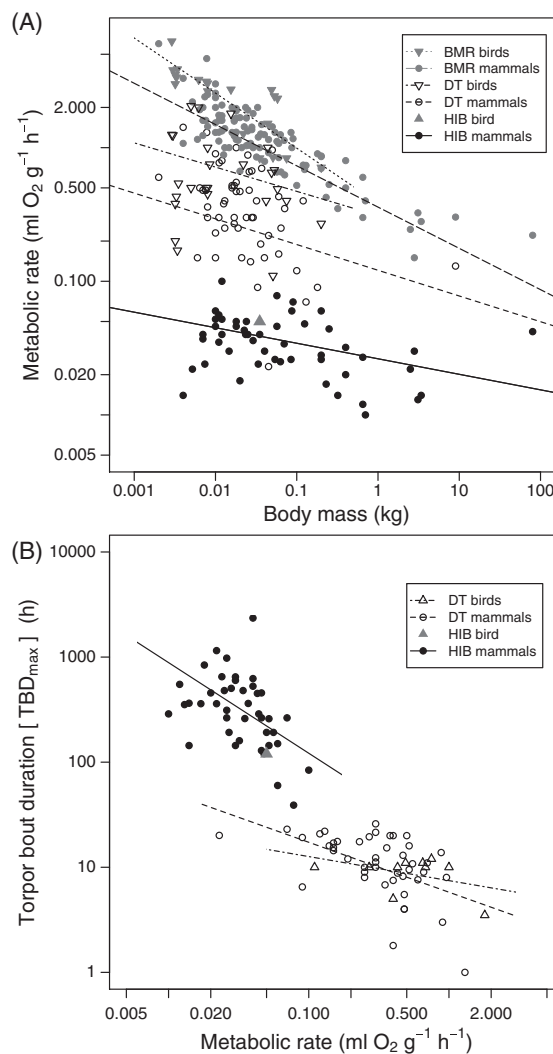 (A)
Metabolic rate (ml O₂ g⁻¹ h⁻¹)
2.000
0.500
0.100
0.020
0.005
BMR birds
BMR mammals
DT birds
DT mammals
HIB bird
HIB mammals
0.001
0.01
0.1
1
10
100
Body mass (kg)
(B)
Torpor bout duration [TBDmax] (h)
10000
1000
100
10
1
DT birds
DT mammals
HIB bird
HIB mammals
0.005
0.020
0.100
0.500
2.000
Metabolic rate (ml O₂ g⁻¹ h⁻¹)